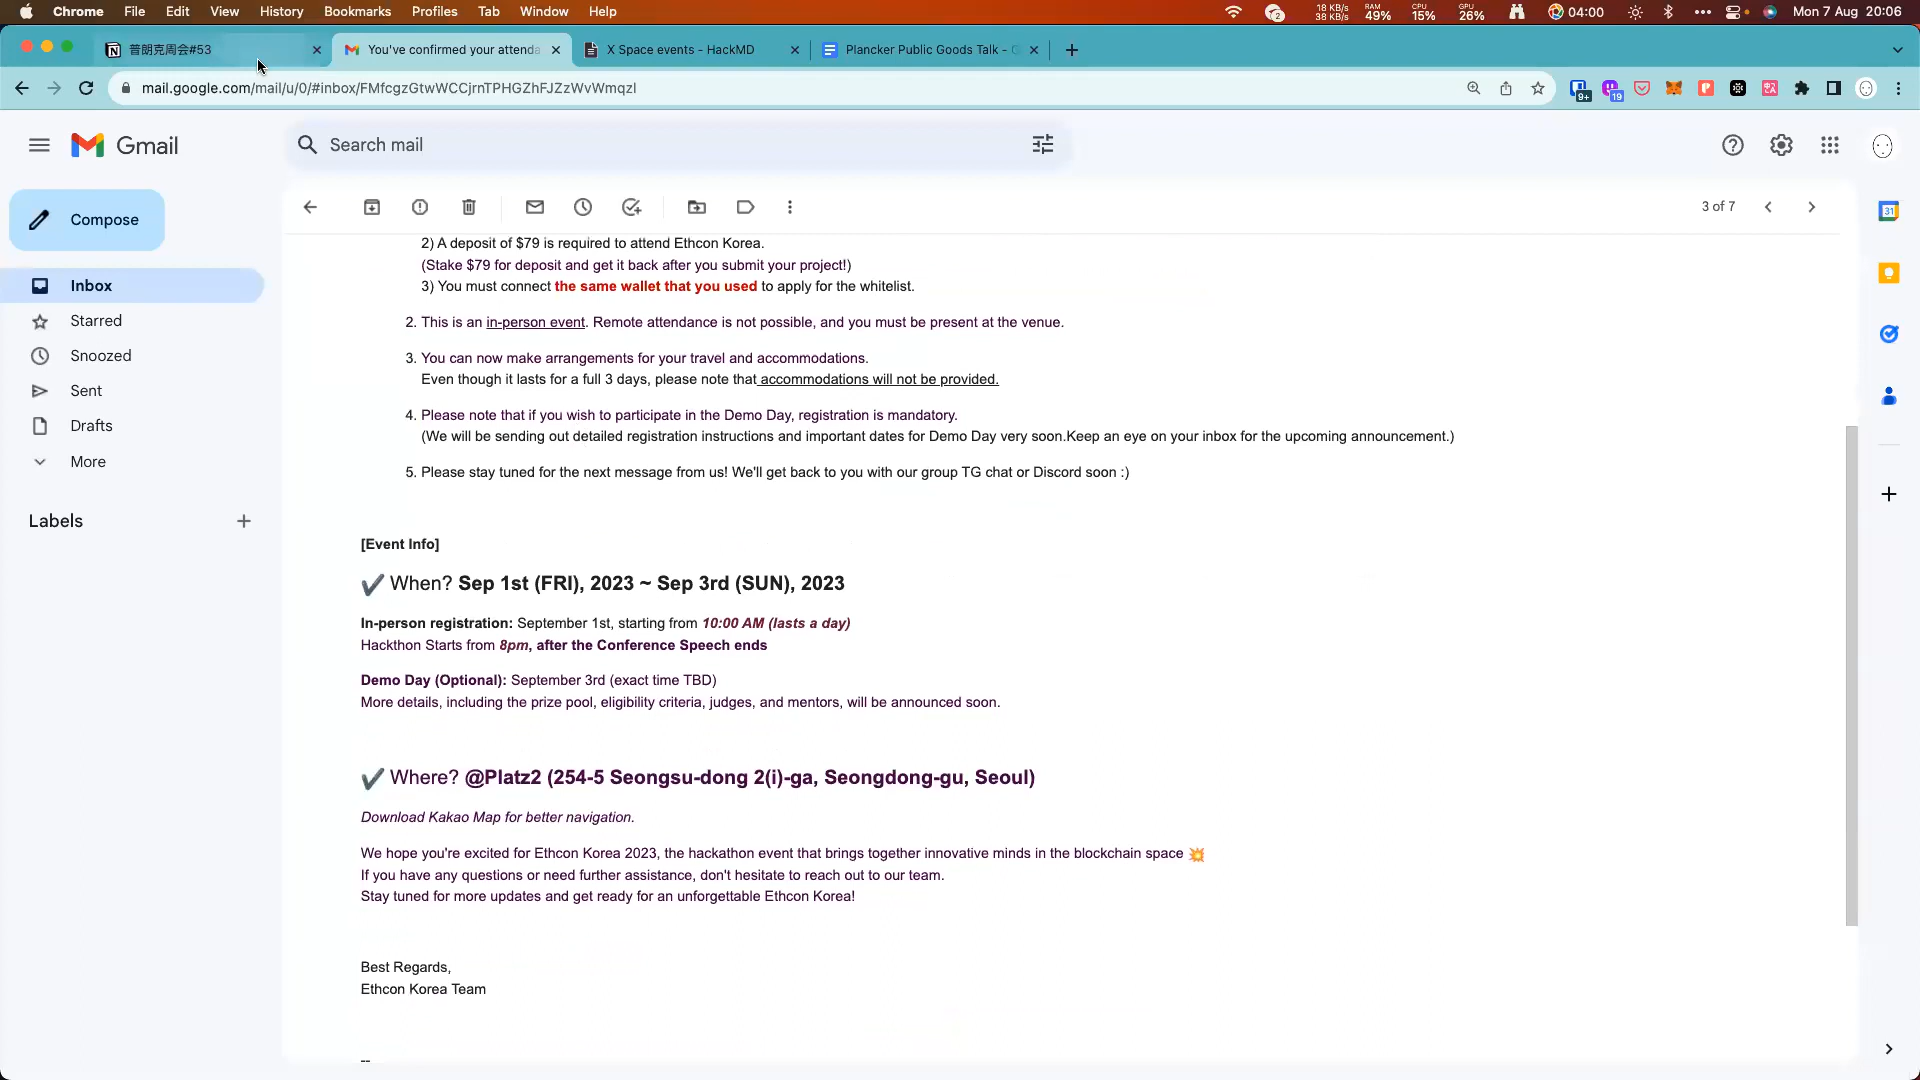 Chrome File Edit View History Bookmarks Profiles Tab Window Help
2
18 KB/s
38 KB/s
RAM
49%
CPU
15%
GPU
26%
04:00
Mon 7 Aug 20:06
普朗克周会#53
You've confirmed your attenda
X Space events - HackMD
Plancker Public Goods Talk - G
mail.google.com/mail/u/0/#inbox/FMfcgzGtwWCCjrnTPHGZhFJZzWvWmqzl
9+
19
Gmail
Search mail
Compose
3 of 7
31
Inbox
Starred
Snoozed
Sent
Drafts
More
Labels
2) A deposit of $79 is required to attend Ethcon Korea.
(Stake $79 for deposit and get it back after you submit your project!)
3) You must connect the same wallet that you used to apply for the whitelist.
2. This is an in-person event. Remote attendance is not possible, and you must be present at the venue.
3. You can now make arrangements for your travel and accommodations.
Even though it lasts for a full 3 days, please note that accommodations will not be provided.
4. Please note that if you wish to participate in the Demo Day, registration is mandatory.
(We will be sending out detailed registration instructions and important dates for Demo Day very soon.Keep an eye on your inbox for the upcoming announcement.)
5. Please stay tuned for the next message from us! We'll get back to you with our group TG chat or Discord soon :)
[Event Info]
✔️ When? Sep 1st (FRI), 2023 ~ Sep 3rd (SUN), 2023
In-person registration: September 1st, starting from 10:00 AM (lasts a day)
Hackthon Starts from 8pm, after the Conference Speech ends
Demo Day (Optional): September 3rd (exact time TBD)
More details, including the prize pool, eligibility criteria, judges, and mentors, will be announced soon.
✔️ Where? @Platz2 (254-5 Seongsu-dong 2(i)-ga, Seongdong-gu, Seoul)
Download Kakao Map for better navigation.
We hope you're excited for Ethcon Korea 2023, the hackathon event that brings together innovative minds in the blockchain space 💥
If you have any questions or need further assistance, don't hesitate to reach out to our team.
Stay tuned for more updates and get ready for an unforgettable Ethcon Korea!
Best Regards,
Ethcon Korea Team
--